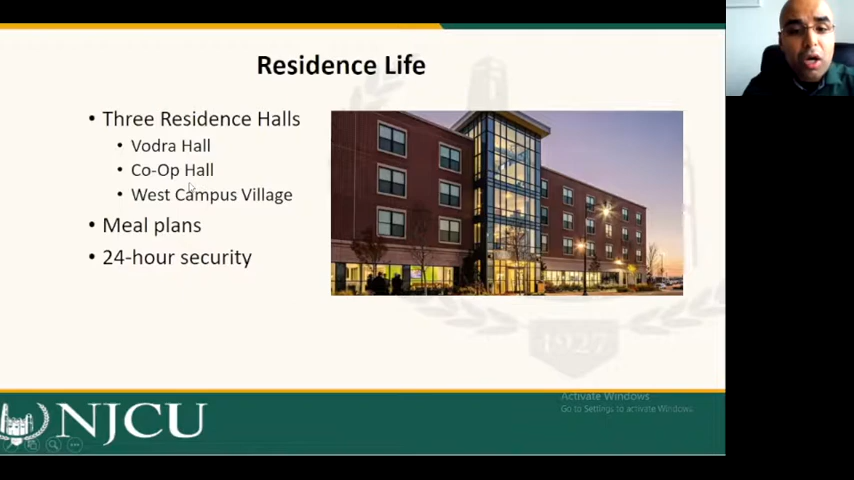 Residence Life
• Three Residence Halls
• Vodra Hall
• Co-Op Hall
• West Campus Village
• Meal plans
• 24-hour security
1927
Activate Windows
Go to Settings to activate Windows.
NJCU